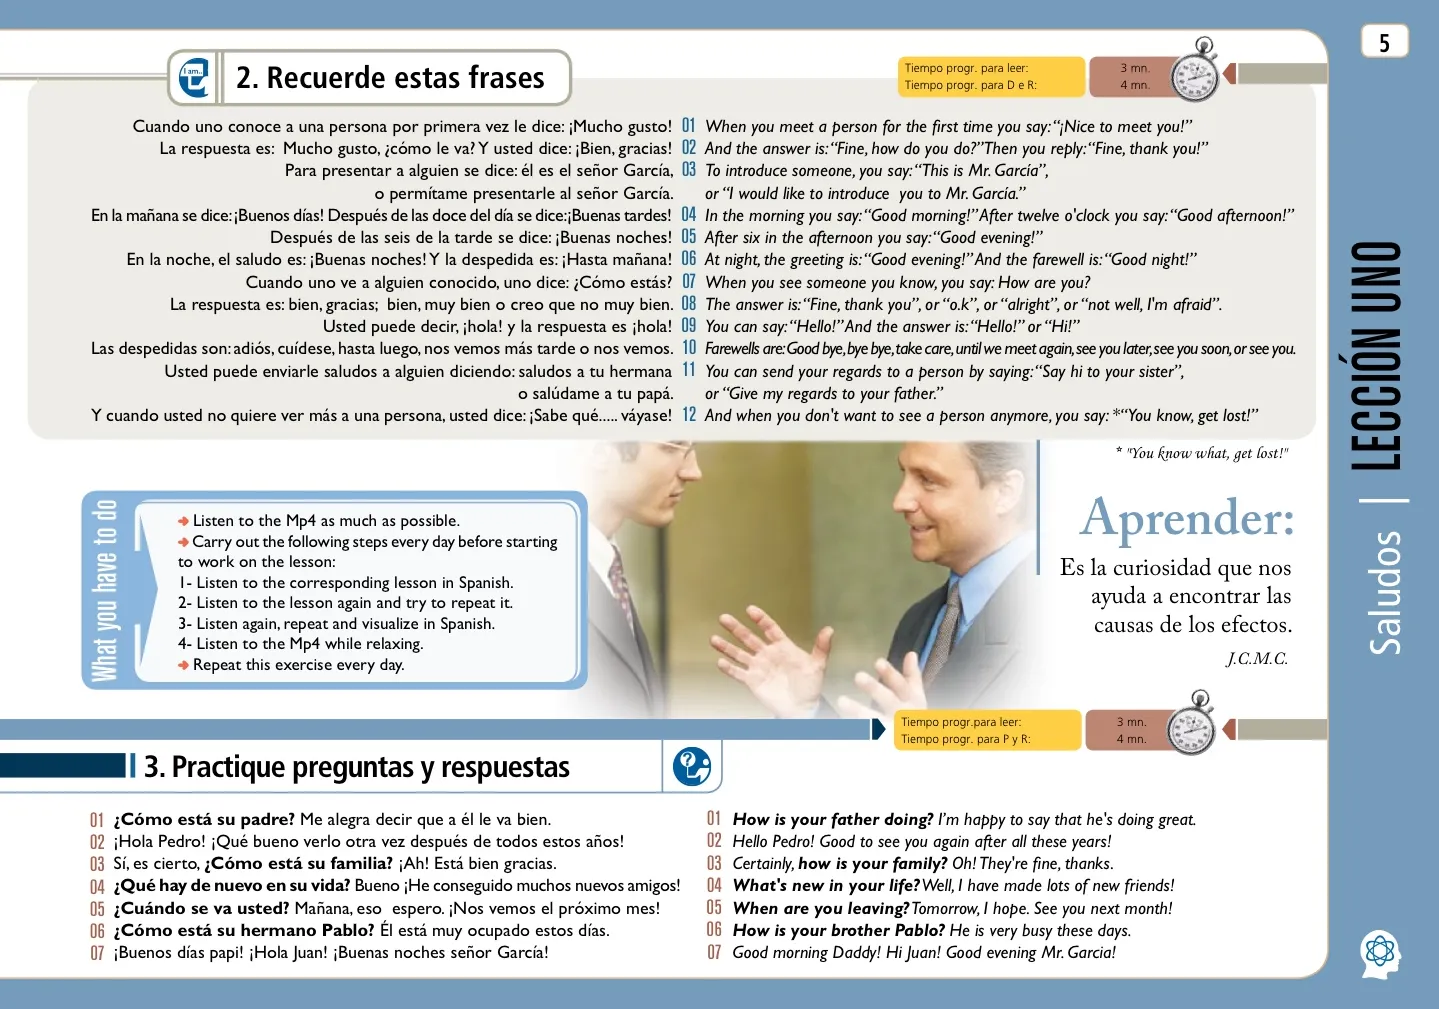 5
I am..
2. Recuerde estas frases
Tiempo progr. para leer: 3 mn.
Tiempo progr. para D e R: 4 mn.
Cuando uno conoce a una persona por primera vez le dice: ¡Mucho gusto! 01 When you meet a person for the first time you say: “¡Nice to meet you!”
La respuesta es: Mucho gusto, ¿cómo le va? Y usted dice: ¡Bien, gracias! 02 And the answer is: “Fine, how do you do?” Then you reply: “Fine, thank you!”
Para presentar a alguien se dice: él es el señor García, 03 To introduce someone, you say: “This is Mr. García”,
o permítame presentarle al señor García. or “I would like to introduce you to Mr. García.”
En la mañana se dice: ¡Buenos días! Después de las doce del día se dice:¡Buenas tardes! 04 In the morning you say: “Good morning!” After twelve o'clock you say: “Good afternoon!”
Después de las seis de la tarde se dice: ¡Buenas noches! 05 After six in the afternoon you say: “Good evening!”
En la noche, el saludo es: ¡Buenas noches! Y la despedida es: ¡Hasta mañana! 06 At night, the greeting is: “Good evening!” And the farewell is: “Good night!”
Cuando uno ve a alguien conocido, uno dice: ¿Cómo estás? 07 When you see someone you know, you say: How are you?
La respuesta es: bien, gracias; bien, muy bien o creo que no muy bien. 08 The answer is: “Fine, thank you”, or “o.k”, or “alright”, or “not well, I'm afraid”.
Usted puede decir, ¡hola! y la respuesta es ¡hola! 09 You can say: “Hello!” And the answer is: “Hello!” or “Hi!”
Las despedidas son: adiós, cuídese, hasta luego, nos vemos más tarde o nos vemos. 10 Farewells are: Good bye, bye bye, take care, until we meet again, see you later, see you soon, or see you.
Usted puede enviarle saludos a alguien diciendo: saludos a tu hermana 11 You can send your regards to a person by saying: “Say hi to your sister”,
o salúdame a tu papá. or “Give my regards to your father.”
Y cuando usted no quiere ver más a una persona, usted dice: ¡Sabe qué..... váyase! 12 And when you don't want to see a person anymore, you say: *“You know, get lost!”
* "You know what, get lost!"
What you have to do
Listen to the Mp4 as much as possible.
Carry out the following steps every day before starting
to work on the lesson:
1- Listen to the corresponding lesson in Spanish.
2- Listen to the lesson again and try to repeat it.
3- Listen again, repeat and visualize in Spanish.
4- Listen to the Mp4 while relaxing.
Repeat this exercise every day.
Aprender:
Es la curiosidad que nos
ayuda a encontrar las
causas de los efectos.
J.C.M.C.
Saludos | LECCIÓN UNO
Tiempo progr.para leer: 3 mn.
Tiempo progr. para P y R: 4 mn.
3. Practique preguntas y respuestas
01 ¿Cómo está su padre? Me alegra decir que a él le va bien.
02 ¡Hola Pedro! ¡Qué bueno verlo otra vez después de todos estos años!
03 Sí, es cierto, ¿Cómo está su familia? ¡Ah! Está bien gracias.
04 ¿Qué hay de nuevo en su vida? Bueno ¡He conseguido muchos nuevos amigos!
05 ¿Cuándo se va usted? Mañana, eso espero. ¡Nos vemos el próximo mes!
06 ¿Cómo está su hermano Pablo? Él está muy ocupado estos días.
07 ¡Buenos días papi! ¡Hola Juan! ¡Buenas noches señor García!
01 How is your father doing? I’m happy to say that he's doing great.
02 Hello Pedro! Good to see you again after all these years!
03 Certainly, how is your family? Oh! They're fine, thanks.
04 What's new in your life? Well, I have made lots of new friends!
05 When are you leaving? Tomorrow, I hope. See you next month!
06 How is your brother Pablo? He is very busy these days.
07 Good morning Daddy! Hi Juan! Good evening Mr. Garcia!